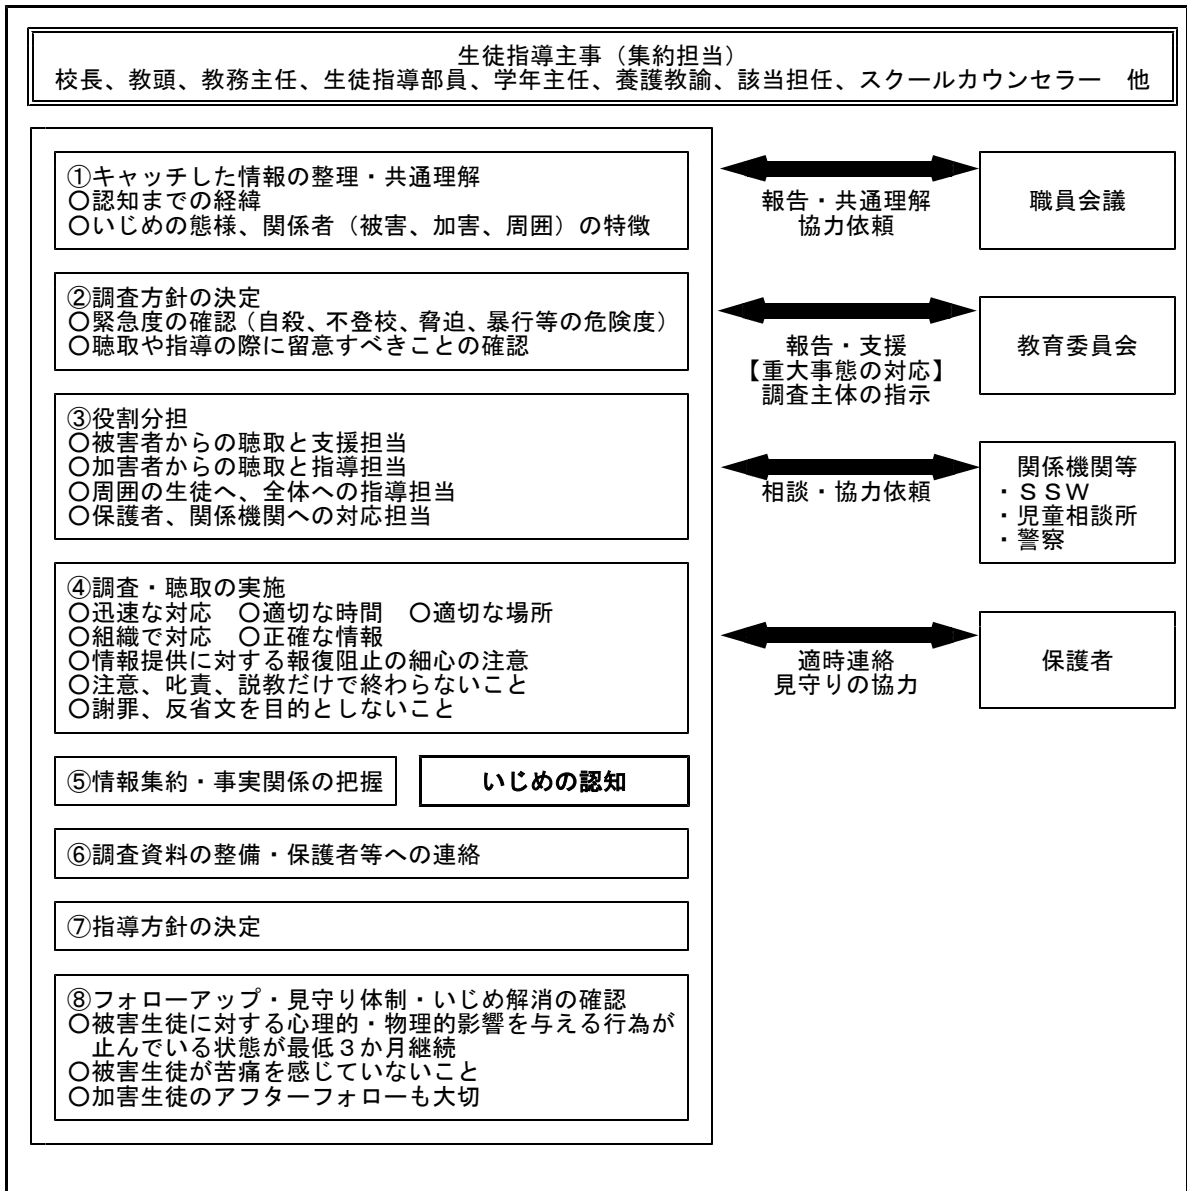 生徒指導主事（集約担当）
校長、教頭、教務主任、生徒指導部員、学年主任、養護教諭、該当担任、スクールカウンセラー　他
①キャッチした情報の整理・共通理解
○認知までの経緯
○いじめの態様、関係者（被害、加害、周囲）の特徴
②調査方針の決定
○緊急度の確認（自殺、不登校、脅迫、暴行等の危険度）
○聴取や指導の際に留意すべきことの確認
③役割分担
○被害者からの聴取と支援担当
○加害者からの聴取と指導担当
○周囲の生徒へ、全体への指導担当
○保護者、関係機関への対応担当
④調査・聴取の実施
○迅速な対応　○適切な時間　○適切な場所
○組織で対応　○正確な情報
○情報提供に対する報復阻止の細心の注意
○注意、叱責、説教だけで終わらないこと
○謝罪、反省文を目的としないこと
⑤情報集約・事実関係の把握
いじめの認知
⑥調査資料の整備・保護者等への連絡
⑦指導方針の決定
⑧フォローアップ・見守り体制・いじめ解消の確認
○被害生徒に対する心理的・物理的影響を与える行為が
止んでいる状態が最低３か月継続
○被害生徒が苦痛を感じていないこと
○加害生徒のアフターフォローも大切
報告・共通理解
協力依頼
職員会議
報告・支援
【重大事態の対応】
調査主体の指示
教育委員会
相談・協力依頼
関係機関等
・ＳＳＷ
・児童相談所
・警察
適時連絡
見守りの協力
保護者